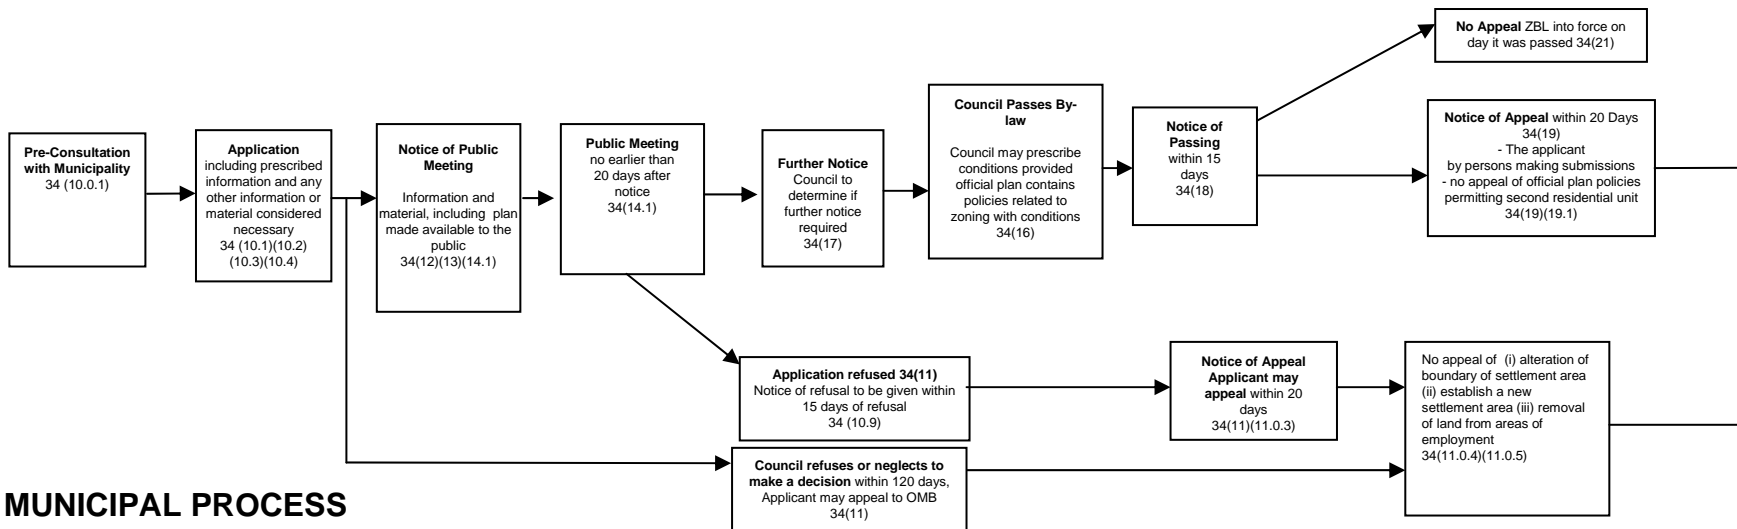 Pre-Consultation
with Municipality
34 (10.0.1)
Application
including prescribed
information and any
other information or
material considered
necessary
34 (10.1)(10.2)
(10.3)(10.4)
Notice of Public
Meeting
Information and
material, including plan
made available to the
public
34(12)(13)(14.1)
Public Meeting
no earlier than
20 days after
notice
34(14.1)
Further Notice
Council to
determine if
further notice
required
34(17)
Council Passes By-
law
Council may prescribe
conditions provided
official plan contains
policies related to
zoning with conditions
34(16)
Notice of
Passing
within 15
days
34(18)
No Appeal ZBL into force on
day it was passed 34(21)
Notice of Appeal within 20 Days
34(19)
- The applicant
by persons making submissions
- no appeal of official plan policies
permitting second residential unit
34(19)(19.1)
Application refused 34(11)
Notice of refusal to be given within
15 days of refusal
34 (10.9)
Notice of Appeal
Applicant may
appeal within 20
days
34(11)(11.0.3)
No appeal of (i) alteration of
boundary of settlement area
(ii) establish a new
settlement area (iii) removal
of land from areas of
employment
34(11.0.4)(11.0.5)
Council refuses or neglects to
make a decision within 120 days,
Applicant may appeal to OMB
34(11)
MUNICIPAL PROCESS